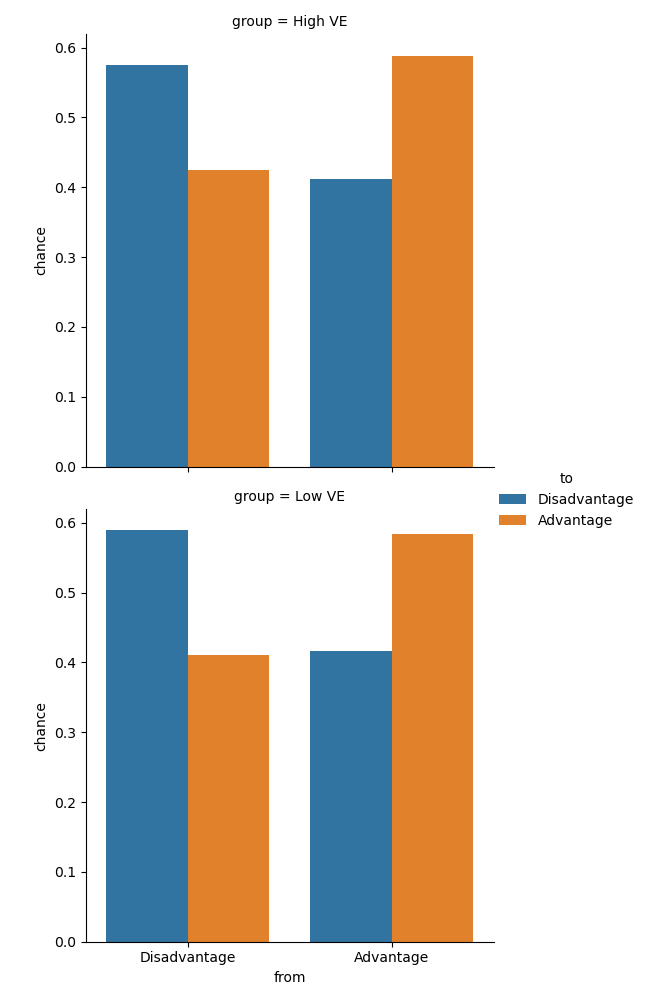 group = High VE
0.6
0.5
0.4
0.3
0.2
0.1
0.0
chance
to
Disadvantage
Advantage
group = Low VE
0.6
0.5
0.4
0.3
0.2
0.1
0.0
chance
Disadvantage Advantage
from